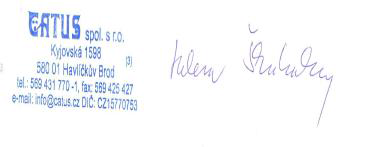 CATUS spol. s r.o.
Kyjovská 1598
(3)
580 01 Havlíčkův Brod
tel.: 569 431 770 -1, fax: 569 425 427
e-mail: info@catus.cz DIČ: CZ15770753